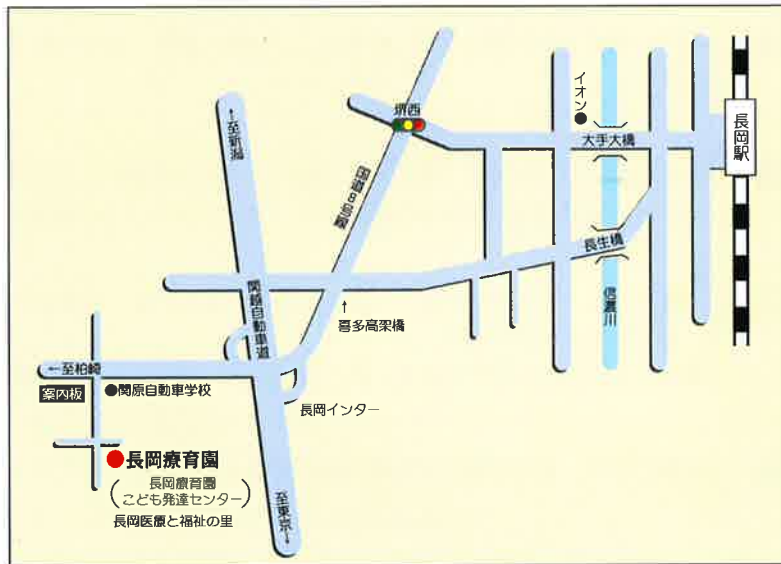 堺西
イオン
大手大橋
長岡駅
←至新潟
国道8号線
長生橋
信濃川
関越自動車道
↑
喜多高架橋
←至柏崎
案内板
関原自動車学校
長岡インター
長岡療育園
長岡療育園
こども発達センター
長岡医療と福祉の里
至東京→